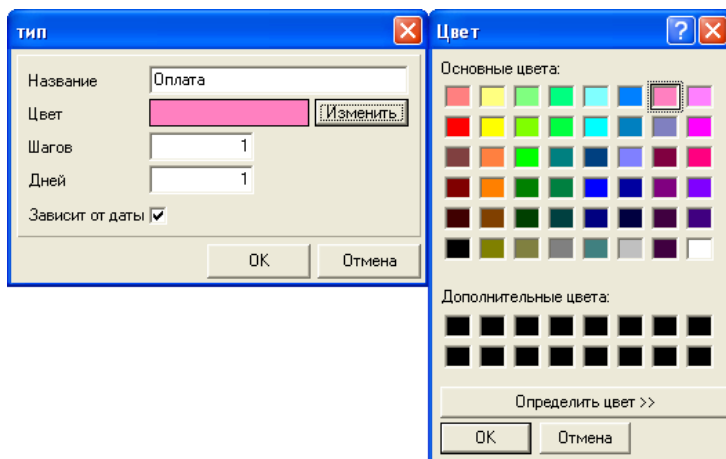 тип
Название Оплата
Цвет Изменить
Шагов 1
Дней 1
Зависит от даты
OK Отмена
Цвет
Основные цвета:
Дополнительные цвета:
Определить цвет >>
OK Отмена